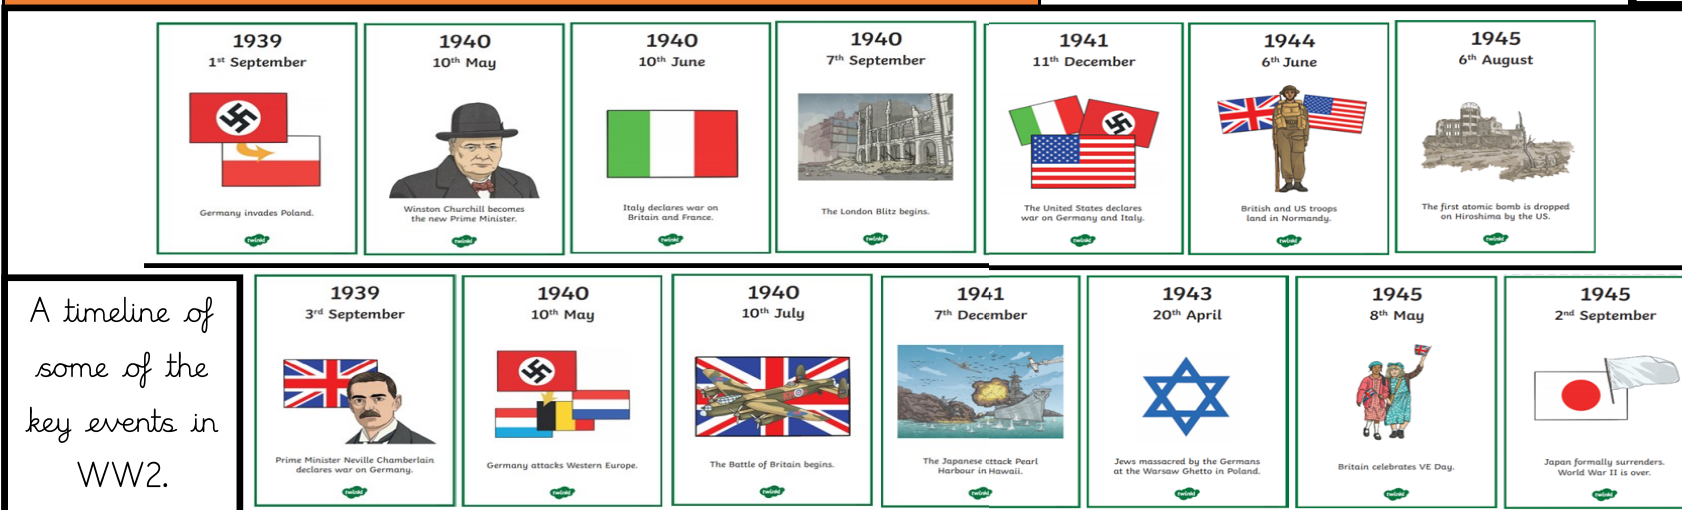 1939
1st September
Germany invades Poland.
twinkl
1940
10th May
Winston Churchill becomes
the new Prime Minister.
twinkl
1940
10th June
Italy declares war on
Britain and France.
twinkl
1940
7th September
The London Blitz begins.
twinkl
1941
11th December
The United States declares
war on Germany and Italy.
twinkl
1944
6th June
British and US troops
land in Normandy.
twinkl
1945
6th August
The first atomic bomb is dropped
on Hiroshima by the US.
twinkl
A timeline of
some of the
key events in
WW2.
1939
3rd September
Prime Minister Neville Chamberlain
declares war on Germany.
twinkl
1940
10th May
Germany attacks Western Europe.
twinkl
1940
10th July
The Battle of Britain begins.
twinkl
1941
7th December
The Japanese attack Pearl
Harbour in Hawaii.
twinkl
1943
20th April
Jews massacred by the Germans
at the Warsaw Ghetto in Poland.
twinkl
1945
8th May
Britain celebrates VE Day.
twinkl
1945
2nd September
Japan formally surrenders.
World War II is over.
twinkl